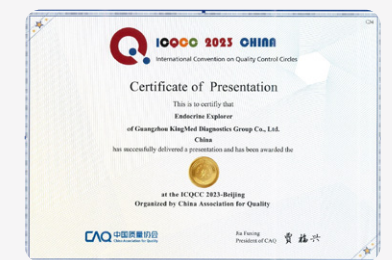 ICQCC 2023 CHINA
International Convention on Quality Control Circles
Certificate of Presentation
This is to certify that
Endocrine Explorer
of Guangzhou KingMed Diagnostics Group Co., Ltd.
China
has successfully delivered a presentation and has been awarded the
at the ICQCC 2023-Beijing
Organized by China Association for Quality
CAQ 中国质量协会
China Association for Quality
Jia Fuxing
President of CAQ 贾福兴